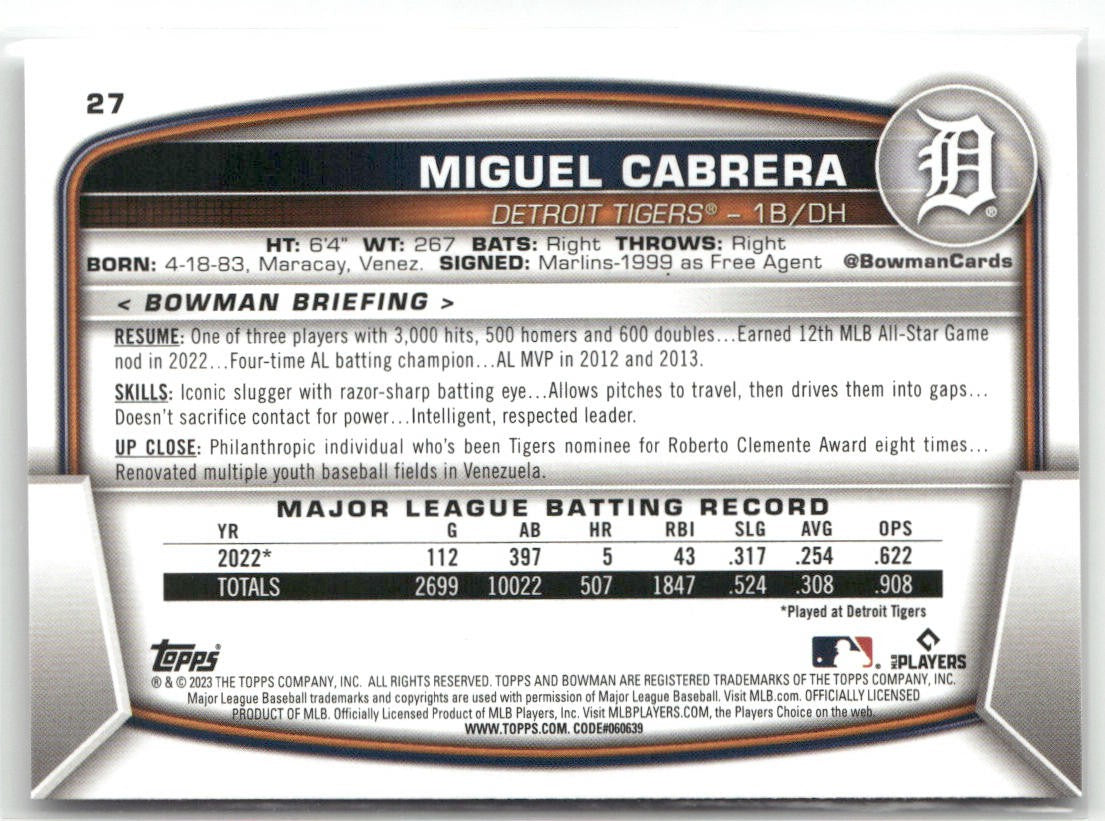 27
MIGUEL CABRERA
DETROIT TIGERS® – 1B/DH
D
®
HT: 6'4" WT: 267 BATS: Right THROWS: Right
BORN: 4-18-83, Maracay, Venez. SIGNED: Marlins-1999 as Free Agent @BowmanCards
< BOWMAN BRIEFING >
RESUME: One of three players with 3,000 hits, 500 homers and 600 doubles...Earned 12th MLB All-Star Game
nod in 2022...Four-time AL batting champion...AL MVP in 2012 and 2013.
SKILLS: Iconic slugger with razor-sharp batting eye...Allows pitches to travel, then drives them into gaps...
Doesn't sacrifice contact for power...Intelligent, respected leader.
UP CLOSE: Philanthropic individual who's been Tigers nominee for Roberto Clemente Award eight times...
Renovated multiple youth baseball fields in Venezuela.
MAJOR LEAGUE BATTING RECORD
YR G AB HR RBI SLG AVG OPS
2022* 112 397 5 43 .317 .254 .622
TOTALS 2699 10022 507 1847 .524 .308 .908
*Played at Detroit Tigers
Topps®
MLB PLAYERS
® & © 2023 THE TOPPS COMPANY, INC. ALL RIGHTS RESERVED. TOPPS AND BOWMAN ARE REGISTERED TRADEMARKS OF THE TOPPS COMPANY, INC.
Major League Baseball trademarks and copyrights are used with permission of Major League Baseball. Visit MLB.com. OFFICIALLY LICENSED
PRODUCT OF MLB. Officially Licensed Product of MLB Players, Inc. Visit MLBPLAYERS.COM, the Players Choice on the web.
WWW.TOPPS.COM. CODE#060639